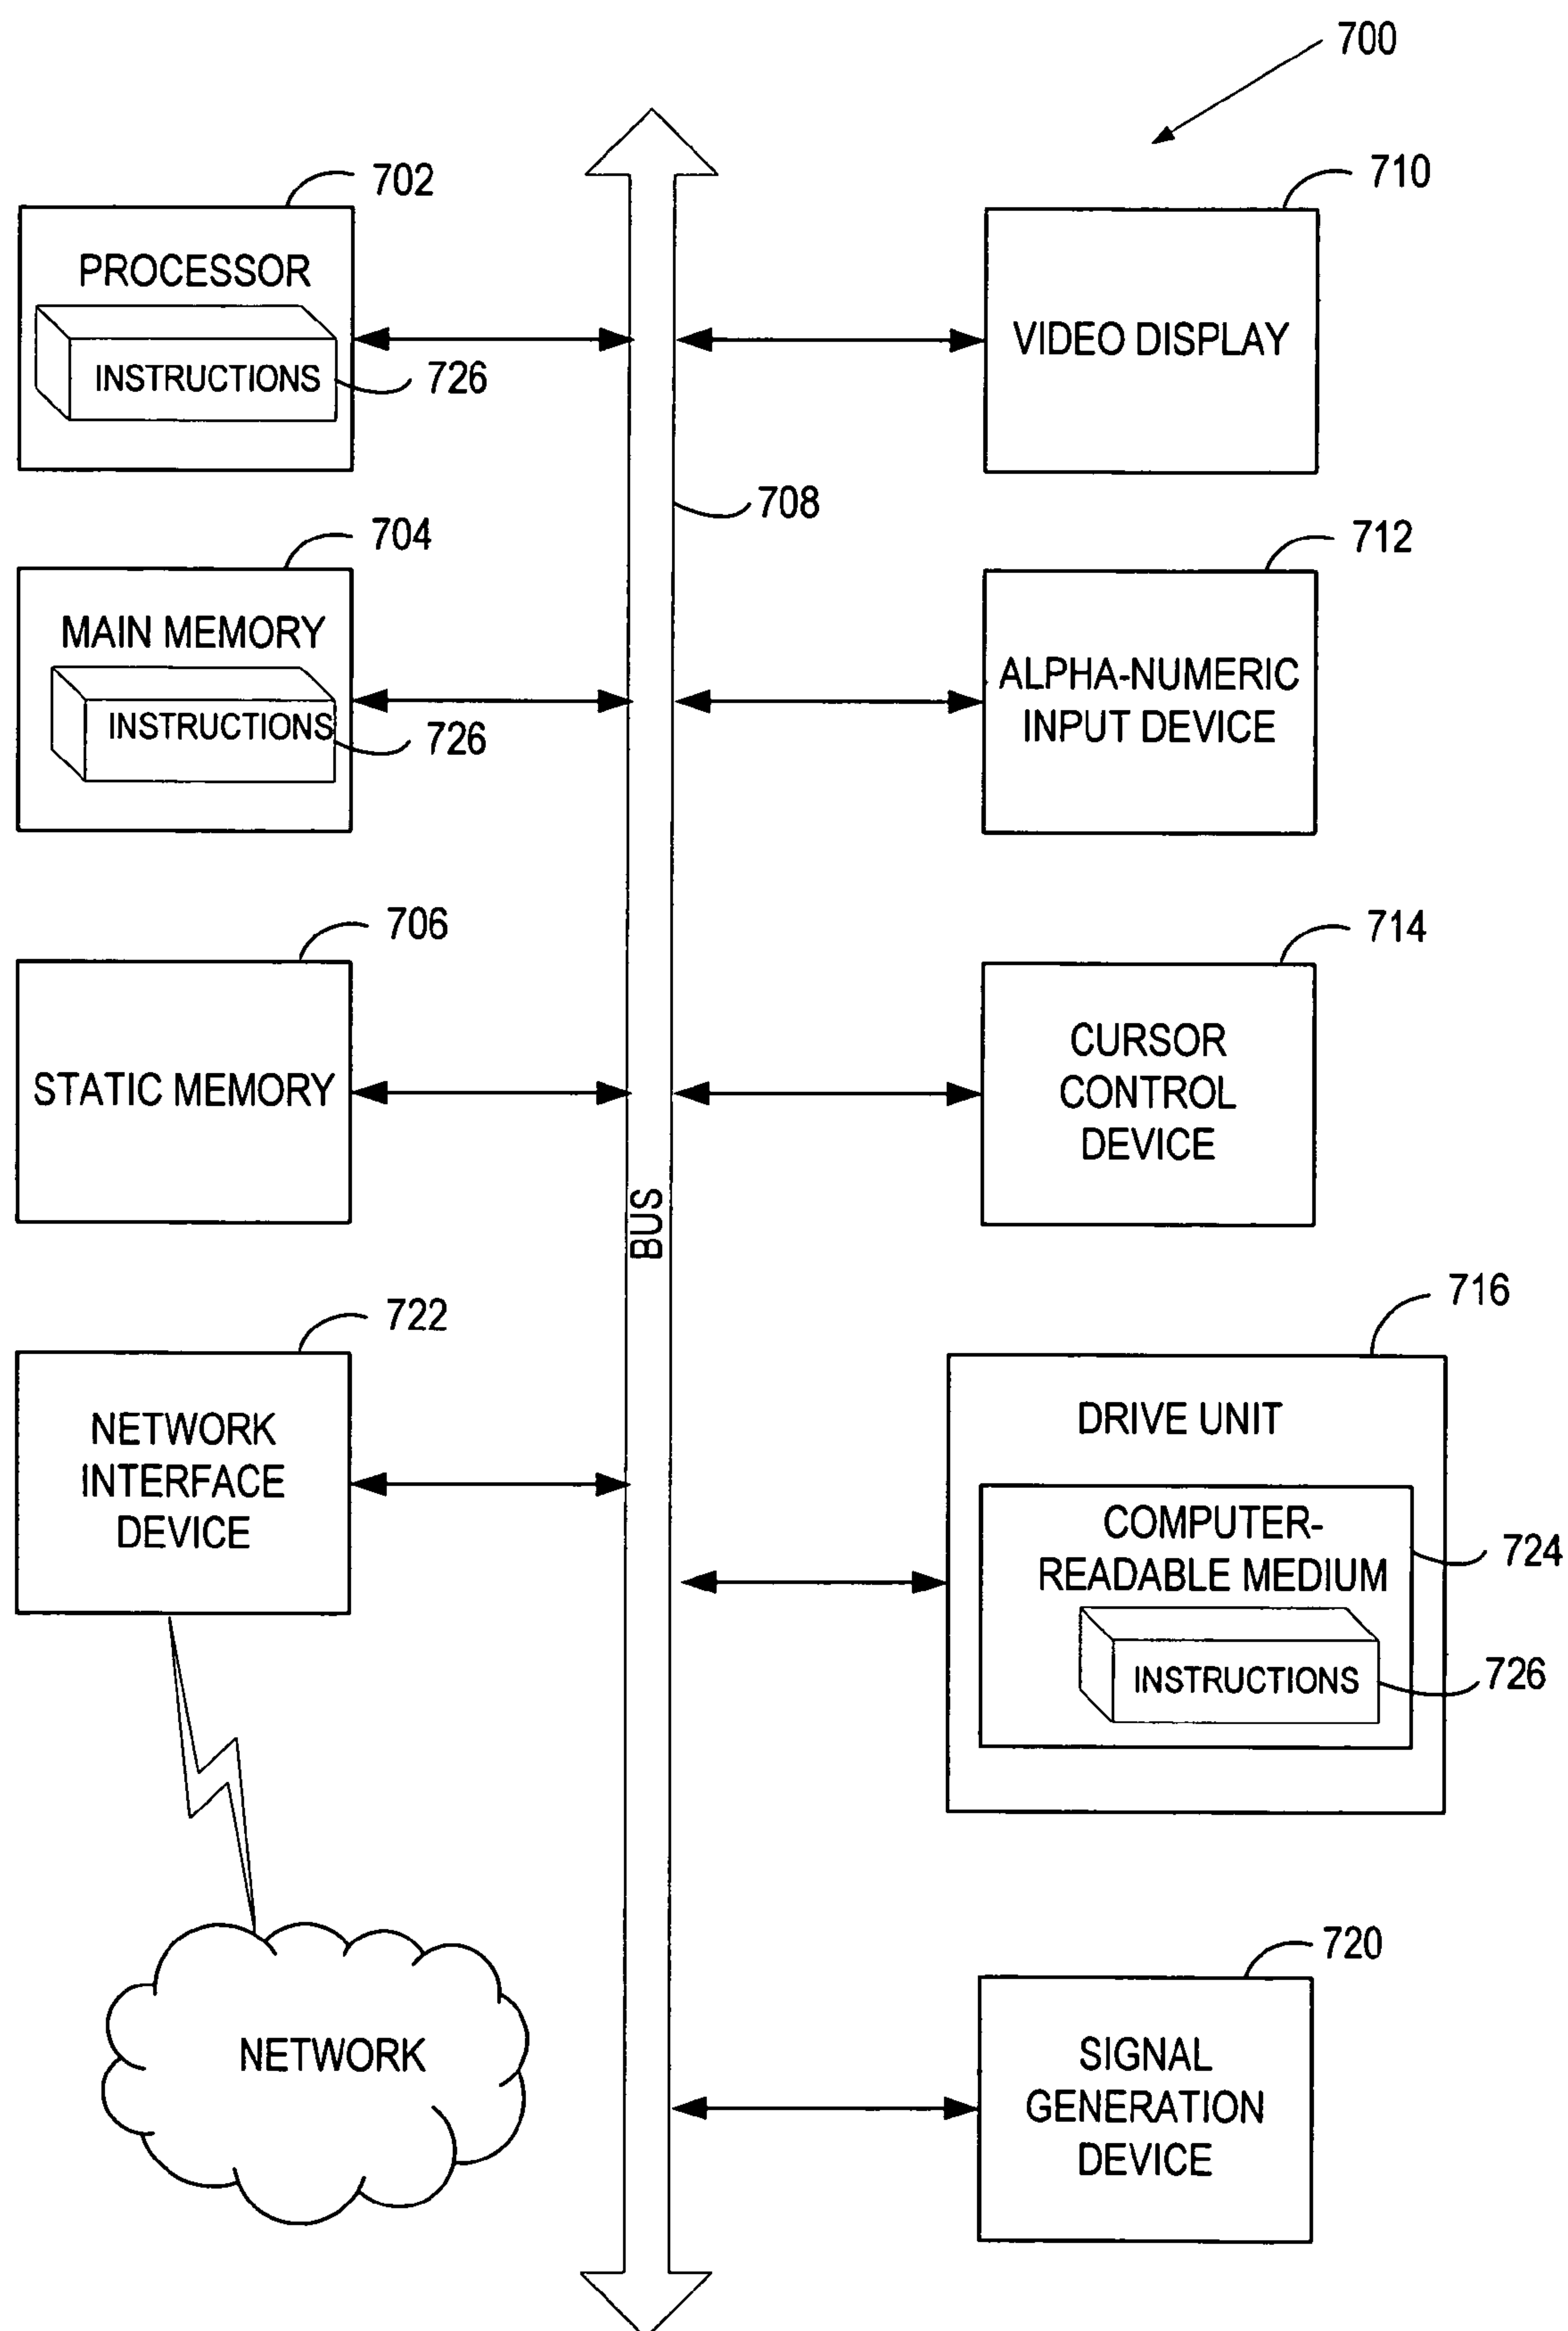 700
702
PROCESSOR
INSTRUCTIONS
726
710
VIDEO DISPLAY
708
704
MAIN MEMORY
INSTRUCTIONS
726
712
ALPHA-NUMERIC
INPUT DEVICE
706
STATIC MEMORY
714
CURSOR
CONTROL
DEVICE
BUS
722
NETWORK
INTERFACE
DEVICE
716
DRIVE UNIT
COMPUTER-
READABLE MEDIUM
724
INSTRUCTIONS
726
NETWORK
720
SIGNAL
GENERATION
DEVICE